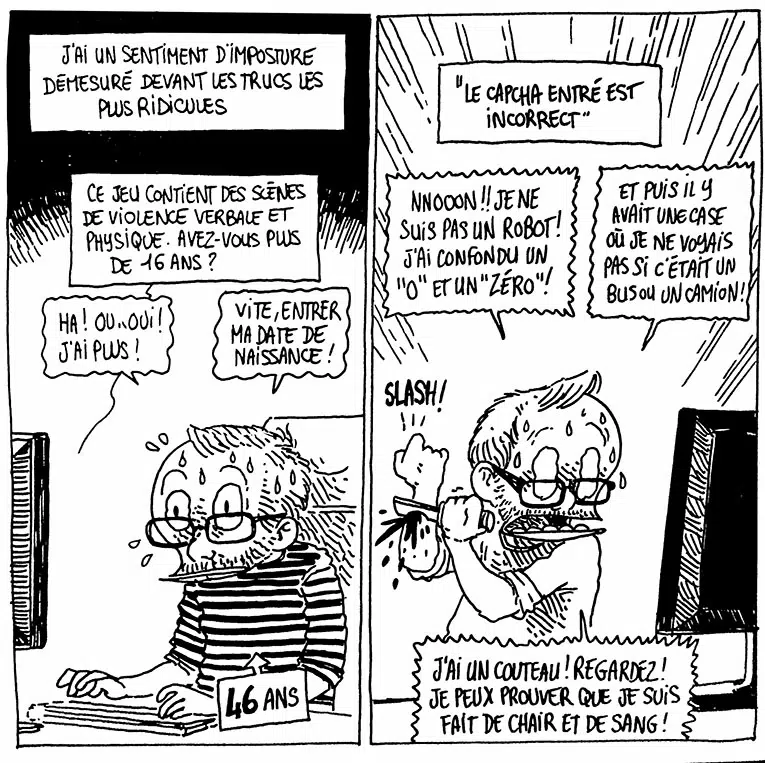 J'AI UN SENTIMENT D'IMPOSTURE
DÉMESURÉ DEVANT LES TRUCS LES
PLUS RIDICULES
CE JEU CONTIENT DES SCÈNES
DE VIOLENCE VERBALE ET
PHYSIQUE. AVEZ-VOUS PLUS
DE 16 ANS ?
HA ! OU..OUI !
J'AI PLUS !
VITE, ENTRER
MA DATE DE
NAISSANCE !
46 ANS
"LE CAPCHA ENTRÉ EST
INCORRECT"
NNOOON !! JE NE
SUIS PAS UN ROBOT !
J'AI CONFONDU UN
"O" ET UN "ZÉRO" !
ET PUIS IL Y
AVAIT UNE CASE
OÙ JE NE VOYAIS
PAS SI C'ÉTAIT UN
BUS OU UN CAMION !
SLASH !
J'AI UN COUTEAU ! REGARDEZ !
JE PEUX PROUVER QUE JE SUIS
FAIT DE CHAIR ET DE SANG !